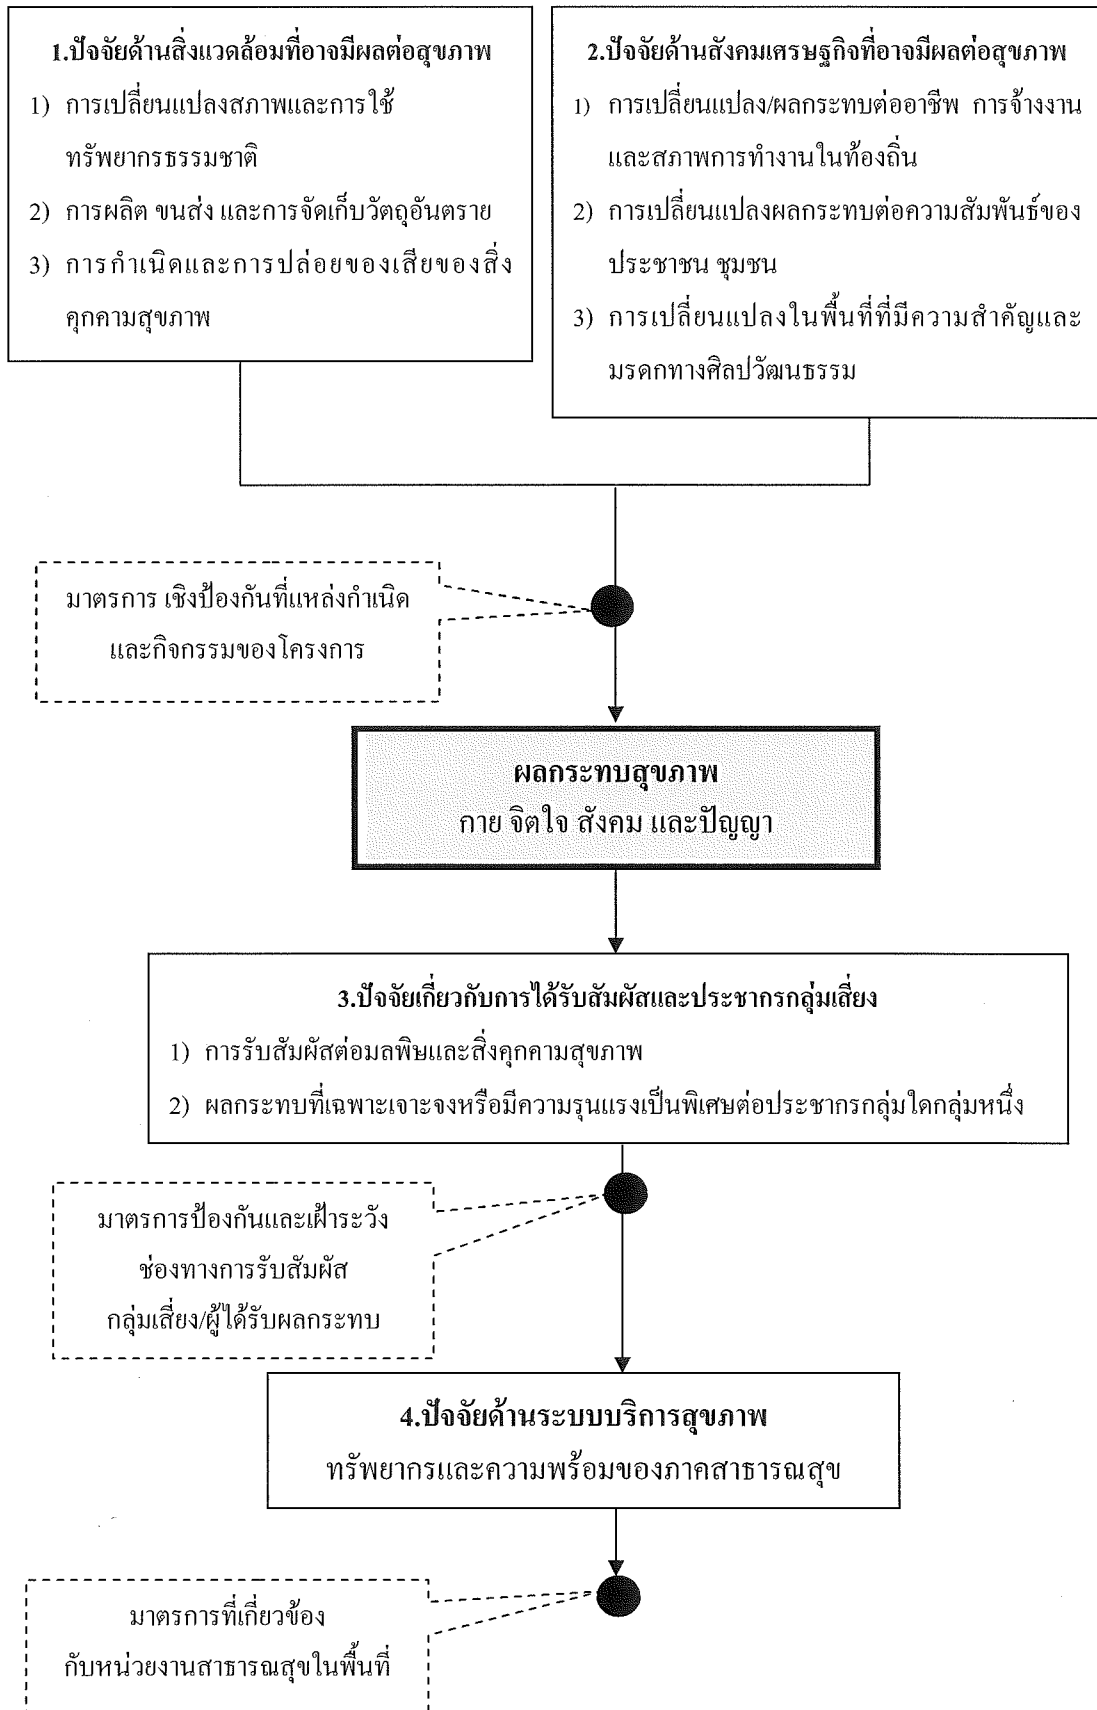 1.ปัจจัยด้านสิ่งแวดล้อมที่อาจมีผลต่อสุขภาพ
1) การเปลี่ยนแปลงสภาพและการใช้
ทรัพยากรธรรมชาติ
2) การผลิต ขนส่ง และการจัดเก็บวัตถุอันตราย
3) การกำเนิดและการปล่อยของเสียของสิ่ง
คุกคามสุขภาพ
2.ปัจจัยด้านสังคมเศรษฐกิจที่อาจมีผลต่อสุขภาพ
1) การเปลี่ยนแปลง/ผลกระทบต่ออาชีพ การจ้างงาน
และสภาพการทำงานในท้องถิ่น
2) การเปลี่ยนแปลงผลกระทบต่อความสัมพันธ์ของ
ประชาชน ชุมชน
3) การเปลี่ยนแปลงในพื้นที่ที่มีความสำคัญและ
มรดกทางศิลปวัฒนธรรม
มาตรการ เชิงป้องกันที่แหล่งกำเนิด
และกิจกรรมของโครงการ
ผลกระทบสุขภาพ
กาย จิตใจ สังคม และปัญญา
3.ปัจจัยเกี่ยวกับการได้รับสัมผัสและประชากรกลุ่มเสี่ยง
1) การรับสัมผัสต่อมลพิษและสิ่งคุกคามสุขภาพ
2) ผลกระทบที่เฉพาะเจาะจงหรือมีความรุนแรงเป็นพิเศษต่อประชากรกลุ่มใดกลุ่มหนึ่ง
มาตรการป้องกันและเฝ้าระวัง
ช่องทางการรับสัมผัส
กลุ่มเสี่ยง/ผู้ได้รับผลกระทบ
4.ปัจจัยด้านระบบบริการสุขภาพ
ทรัพยากรและความพร้อมของภาคสาธารณสุข
มาตรการที่เกี่ยวข้อง
กับหน่วยงานสาธารณสุขในพื้นที่